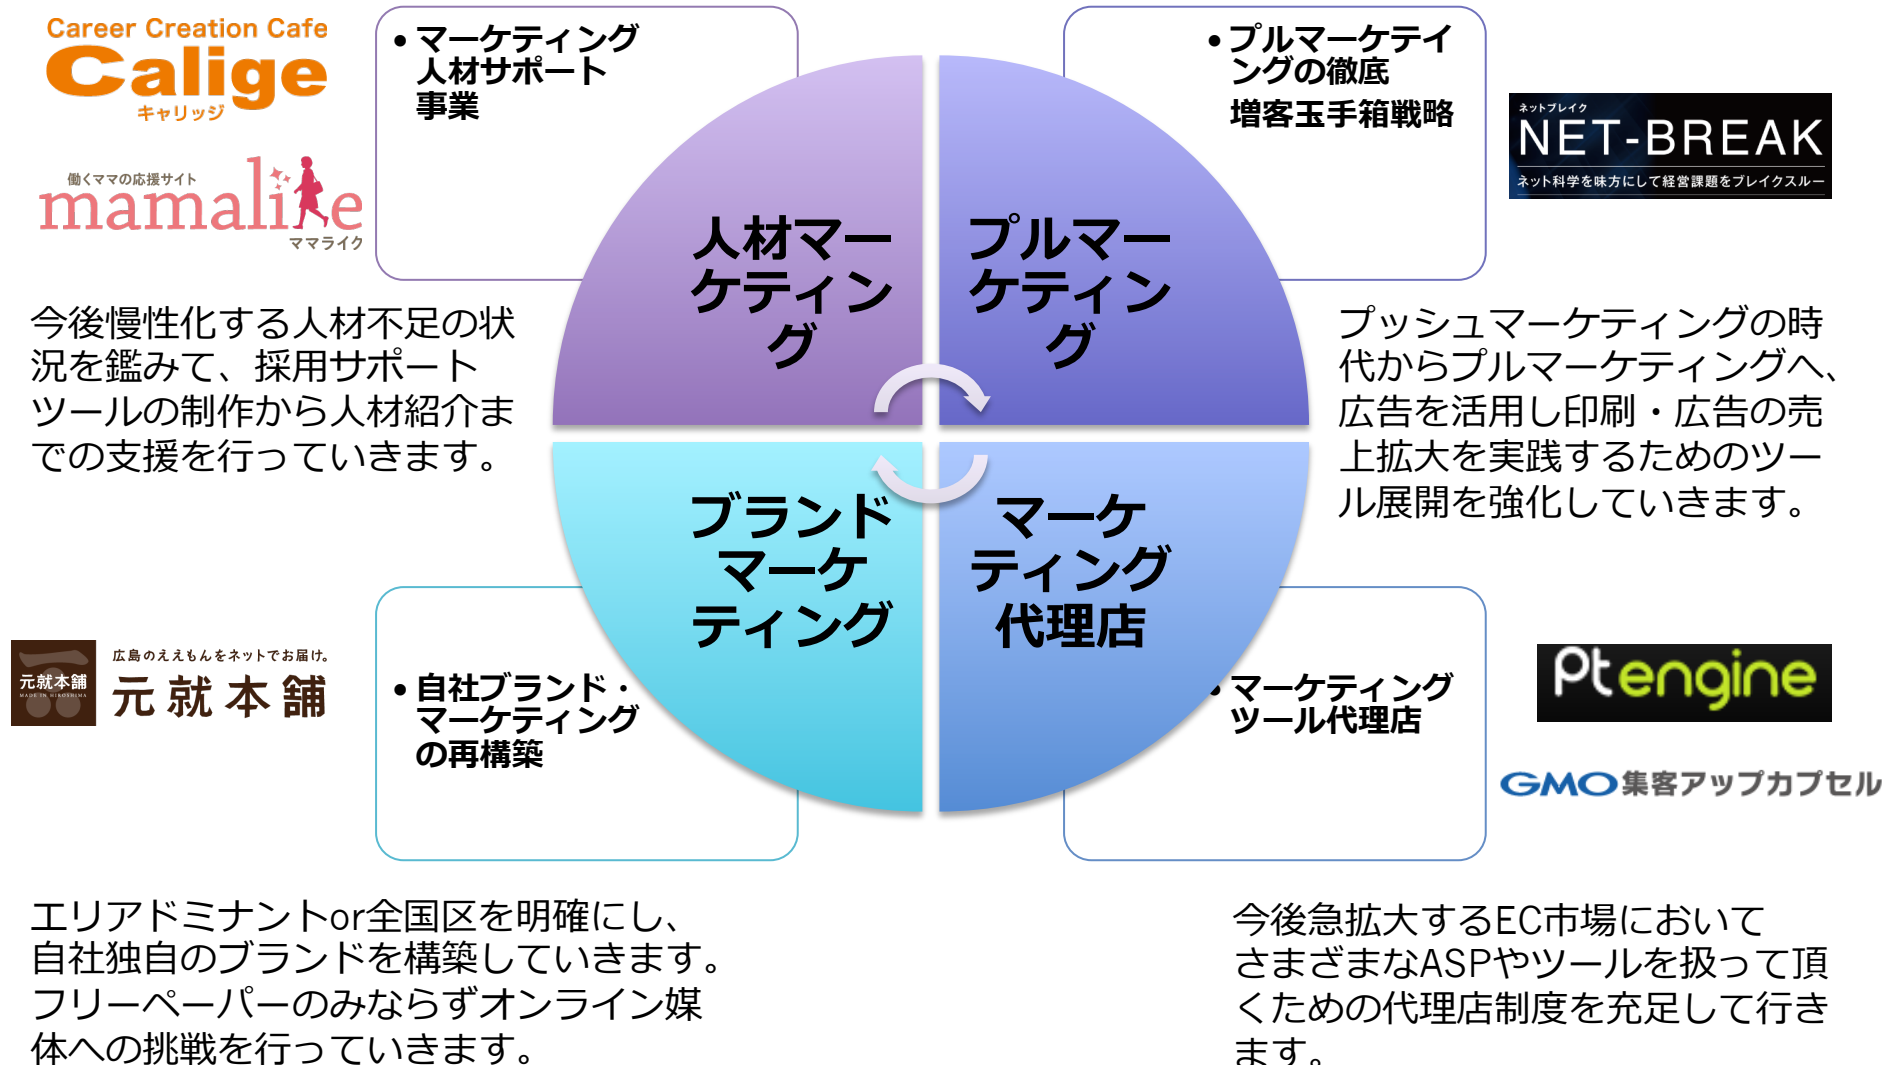 Career Creation Cafe
Calige
キャリッジ
働くママの応援サイト
mamalike
ママライク
•マーケティング
人材サポート
事業
•プルマーケテイ
ングの徹底
増客玉手箱戦略
ネットブレイク
NET-BREAK
ネット科学を味方にして経営課題をブレイクスルー
人材マー
ケティン
グ
プルマー
ケティン
グ
今後慢性化する人材不足の状
況を鑑みて、採用サポート
ツールの制作から人材紹介ま
での支援を行っていきます。
プッシュマーケティングの時
代からプルマーケティングへ、
広告を活用し印刷・広告の売
上拡大を実践するためのツー
ル展開を強化していきます。
ブランド
マーケ
ティング
マーケ
ティング
代理店
元就本舗
MADE IN HIROSHIMA
広島のええもんをネットでお届け。
元就本舗
•自社ブランド・
マーケティング
の再構築
•マーケティング
ツール代理店
Ptengine
GMO集客アップカプセル
エリアドミナントor全国区を明確にし、
自社独自のブランドを構築していきます。
フリーペーパーのみならずオンライン媒
体への挑戦を行っていきます。
今後急拡大するEC市場において
さまざまなASPやツールを扱って頂
くための代理店制度を充足して行き
ます。